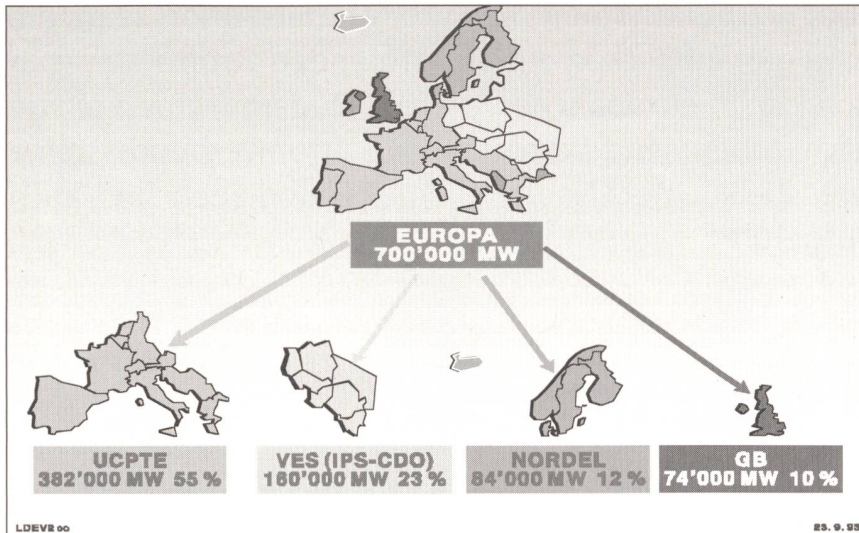 EUROPA
700'000 MW
UCPTE
382'000 MW 55 %
VES (IPS-CDO)
160'000 MW 23 %
NORDEL
84'000 MW 12 %
GB
74'000 MW 10 %
LDEVR 00
23. 9. 93